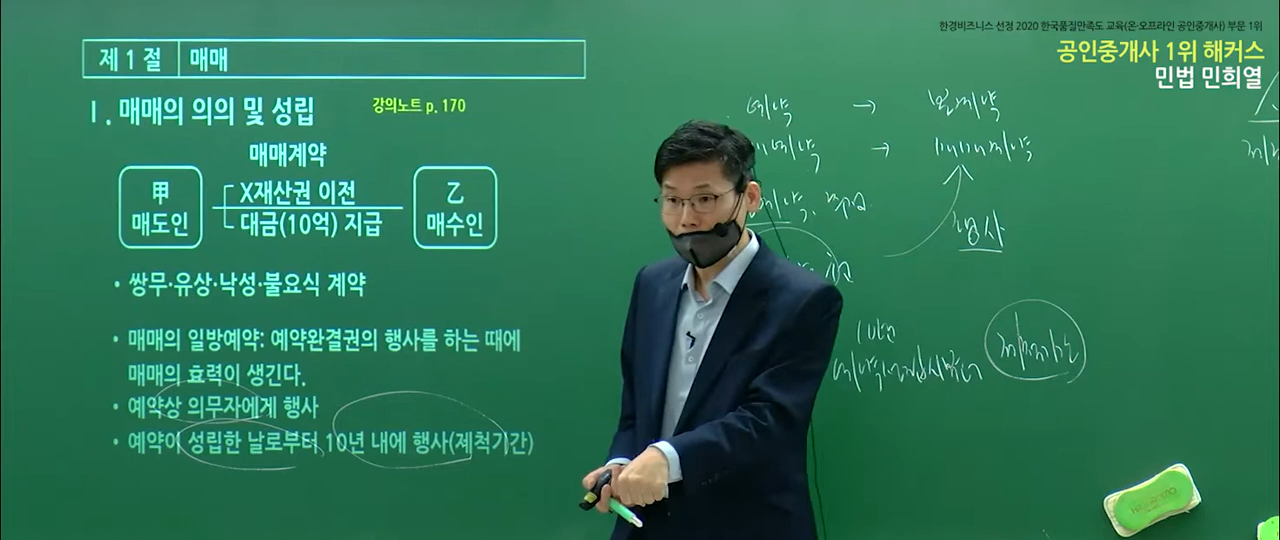 한경비즈니스 선정 2020 한국품질만족도 교육(온·오프라인 공인중개사) 부문 1위
공인중개사 1위 해커스
민법 민희열
제 1 절 매매
Ⅰ. 매매의 의의 및 성립
강의노트 p. 170
매매계약
甲
매도인
X재산권 이전
대금(10억) 지급
乙
매수인
• 쌍무·유상·낙성·불요식 계약
• 매매의 일방예약: 예약완결권의 행사를 하는 때에
매매의 효력이 생긴다.
• 예약상 의무자에게 행사
• 예약이 성립한 날로부터 10년 내에 행사(제척기간)
예약 → 본계약
→ 매매계약
행사
10년
제척기간